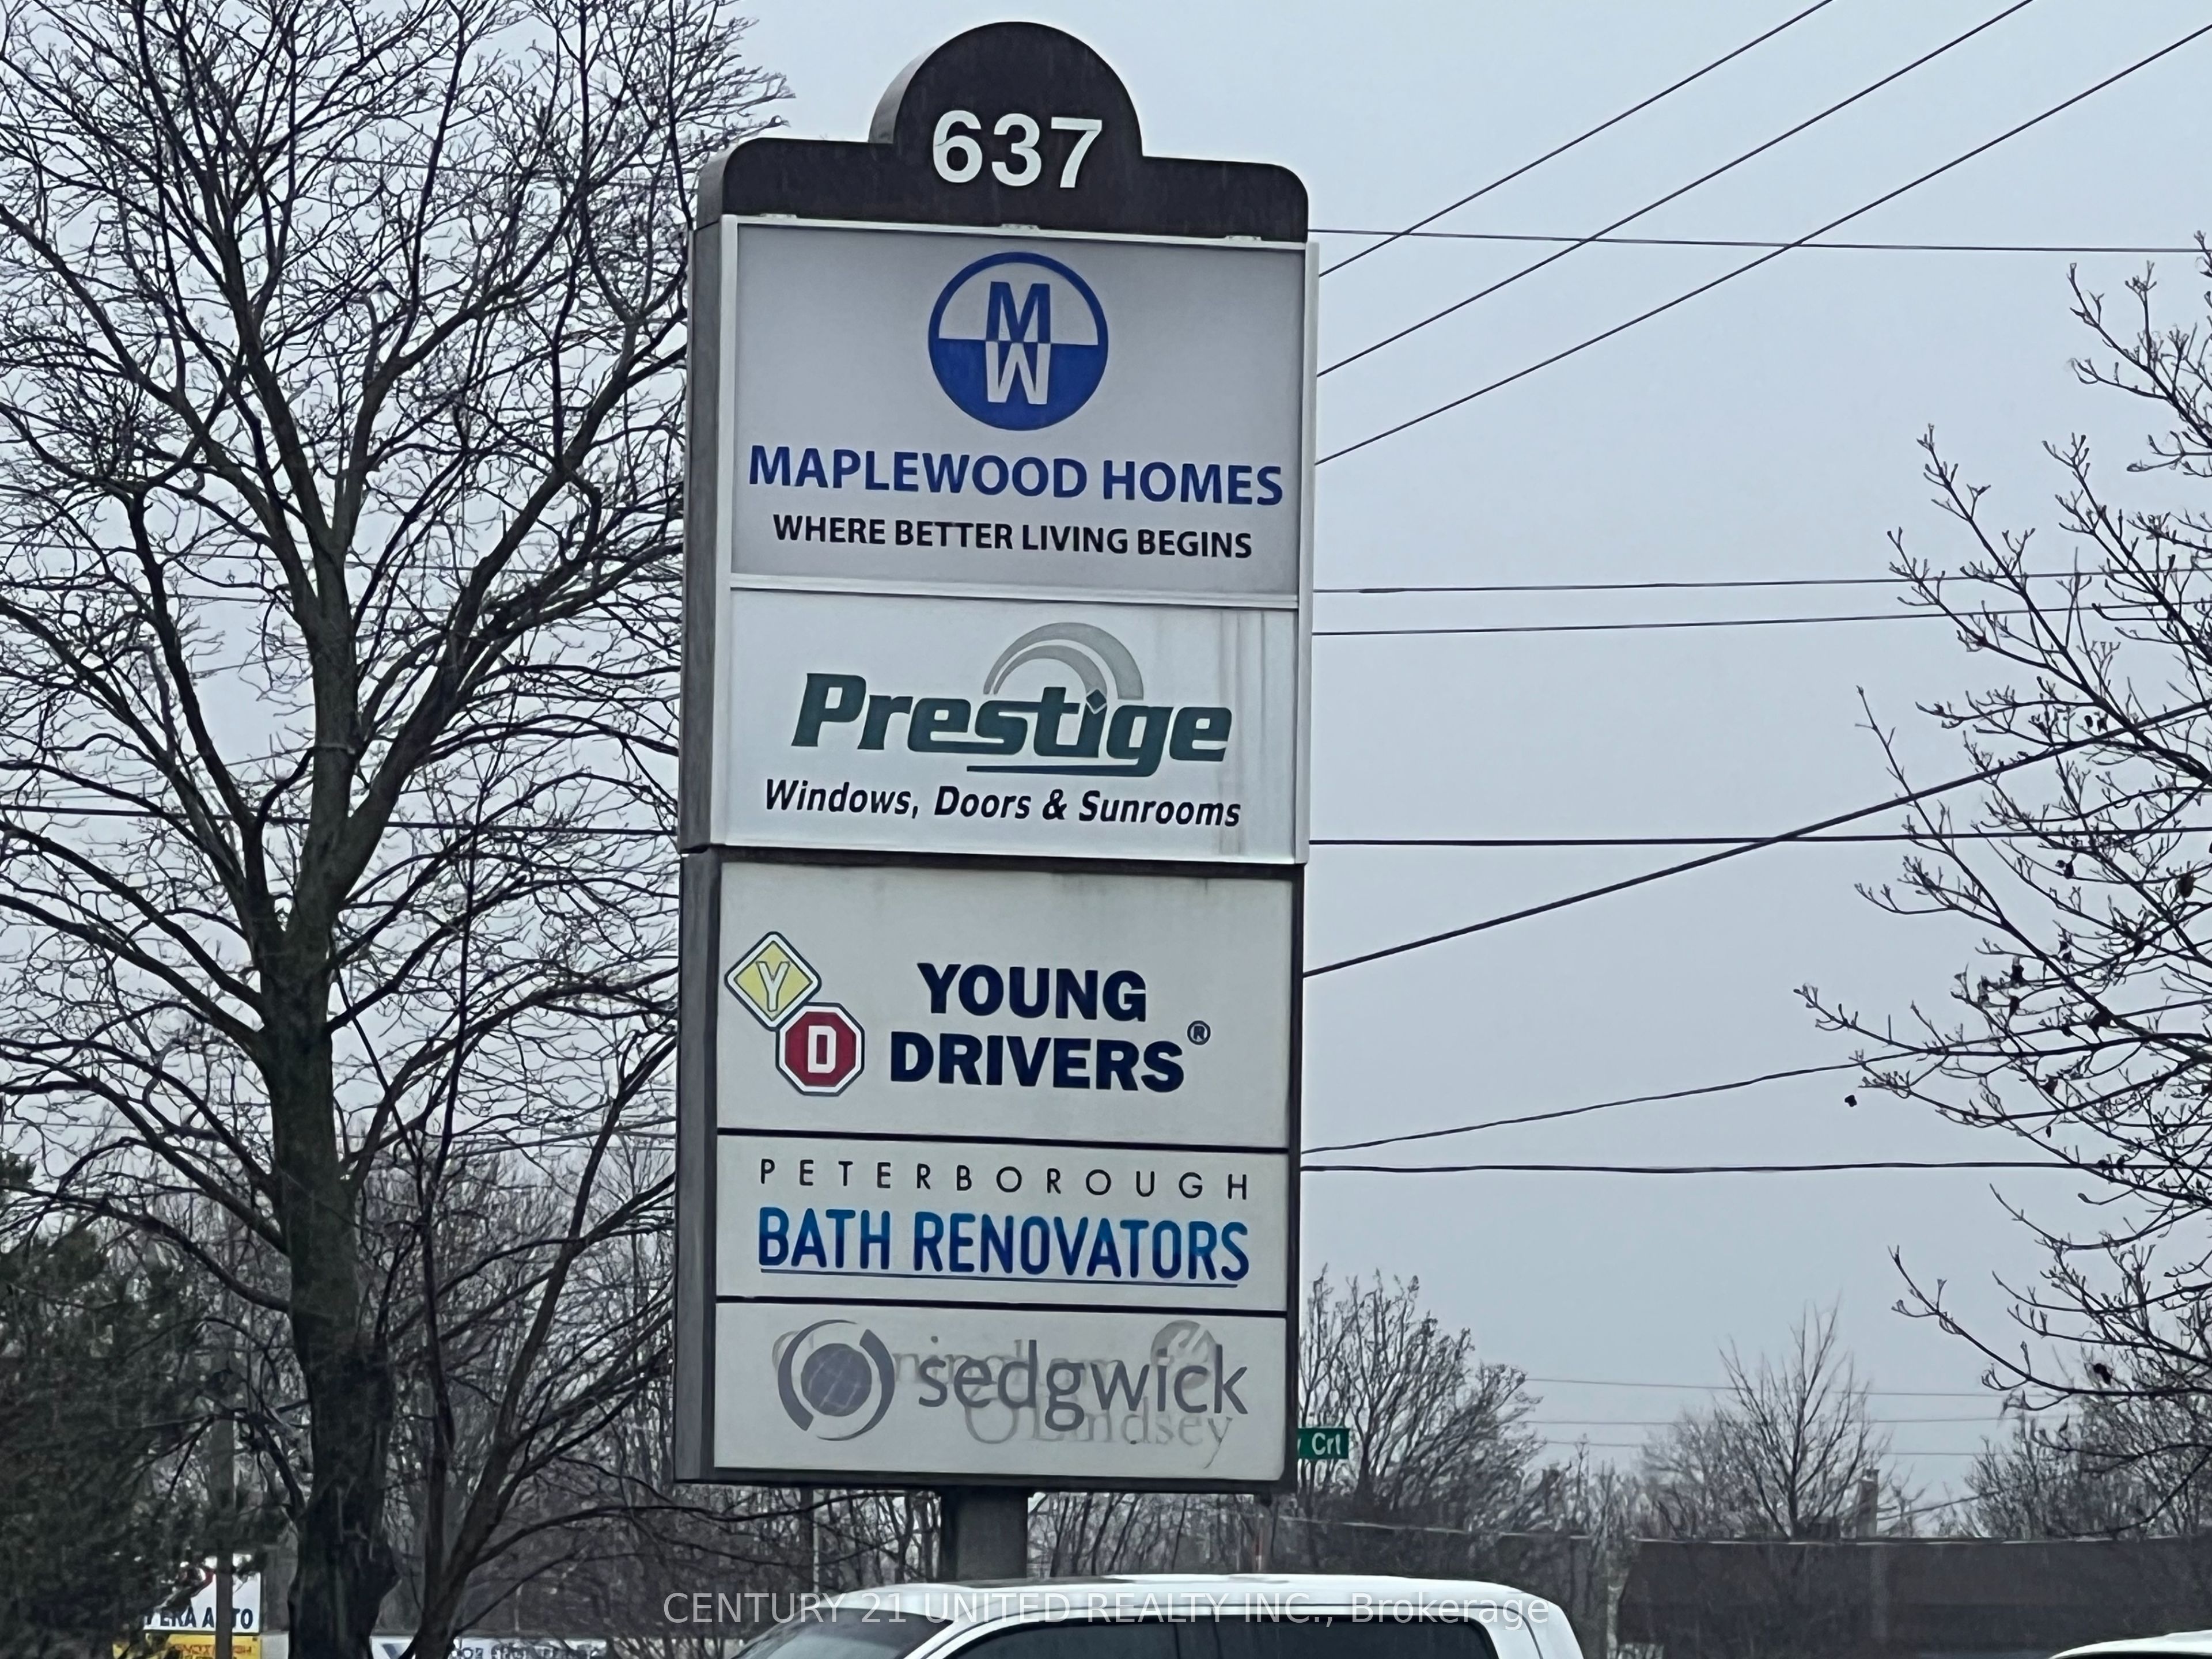 637
M
W
MAPLEWOOD HOMES
WHERE BETTER LIVING BEGINS
Prestige
Windows, Doors & Sunrooms
Y
D
YOUNG
DRIVERS®
PETERBOROUGH
BATH RENOVATORS
sedgwick
Lindsey
Crt
CENTURY 21 UNITED REALTY INC., Brokerage